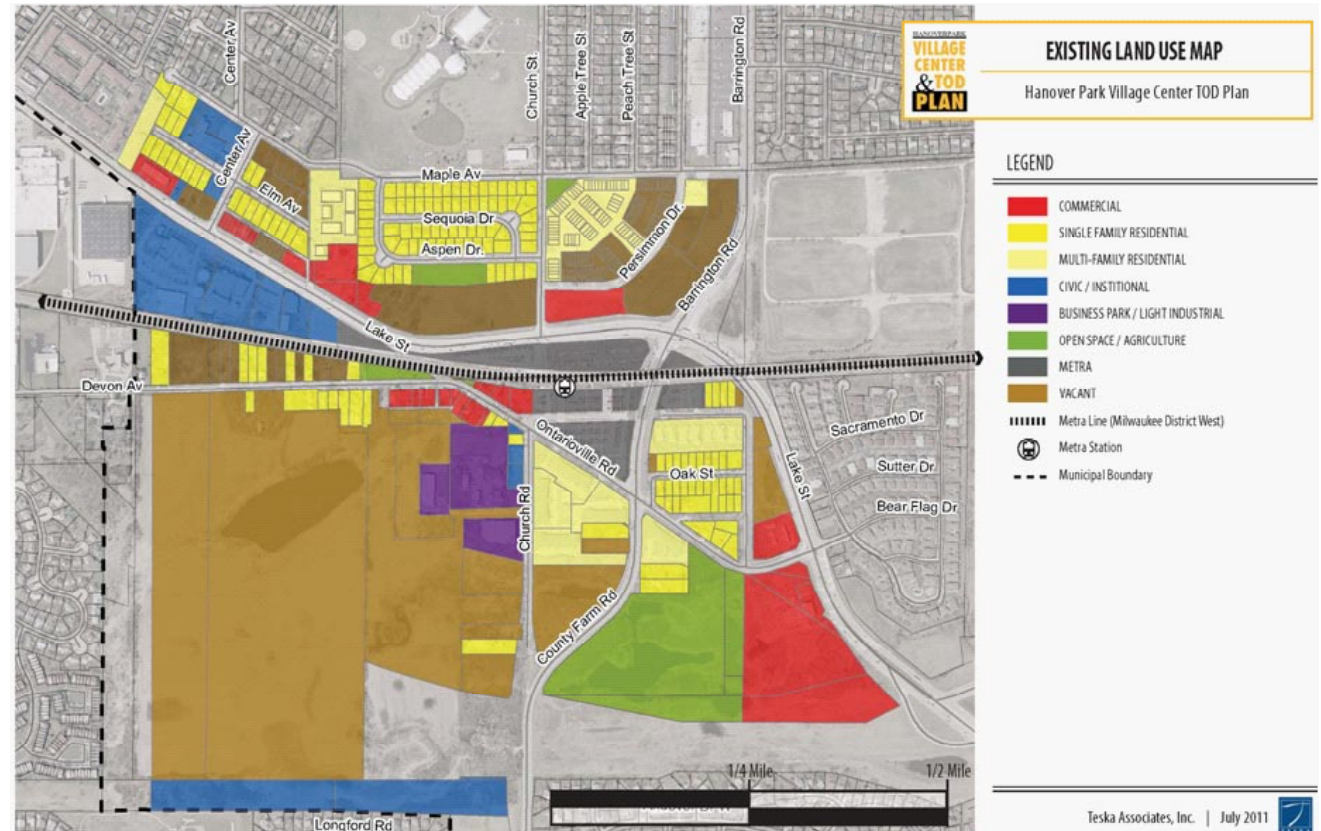 HANOVER PARK
VILLAGE
CENTER
& TOD
PLAN
EXISTING LAND USE MAP
Hanover Park Village Center TOD Plan
LEGEND
COMMERCIAL
SINGLE FAMILY RESIDENTIAL
MULTI-FAMILY RESIDENTIAL
CIVIC / INSTITIONAL
BUSINESS PARK / LIGHT INDUSTRIAL
OPEN SPACE / AGRICULTURE
METRA
VACANT
Metra Line (Milwaukee District West)
Metra Station
Municipal Boundary
Center Av
Church St.
Apple Tree St
Peach Tree St
Barrington Rd
Center Av
Elm Av
Maple Av
Sequoia Dr
Aspen Dr.
Persimmon Dr.
Barrington Rd
Lake St
Devon Av
Ontarioville Rd
Oak St
Lake St
Sacramento Dr
Sutter Dr
Bear Flag Dr
Church Rd
County Farm Rd
1/4 Mile
1/2 Mile
Longford Rd
Teska Associates, Inc. | July 2011